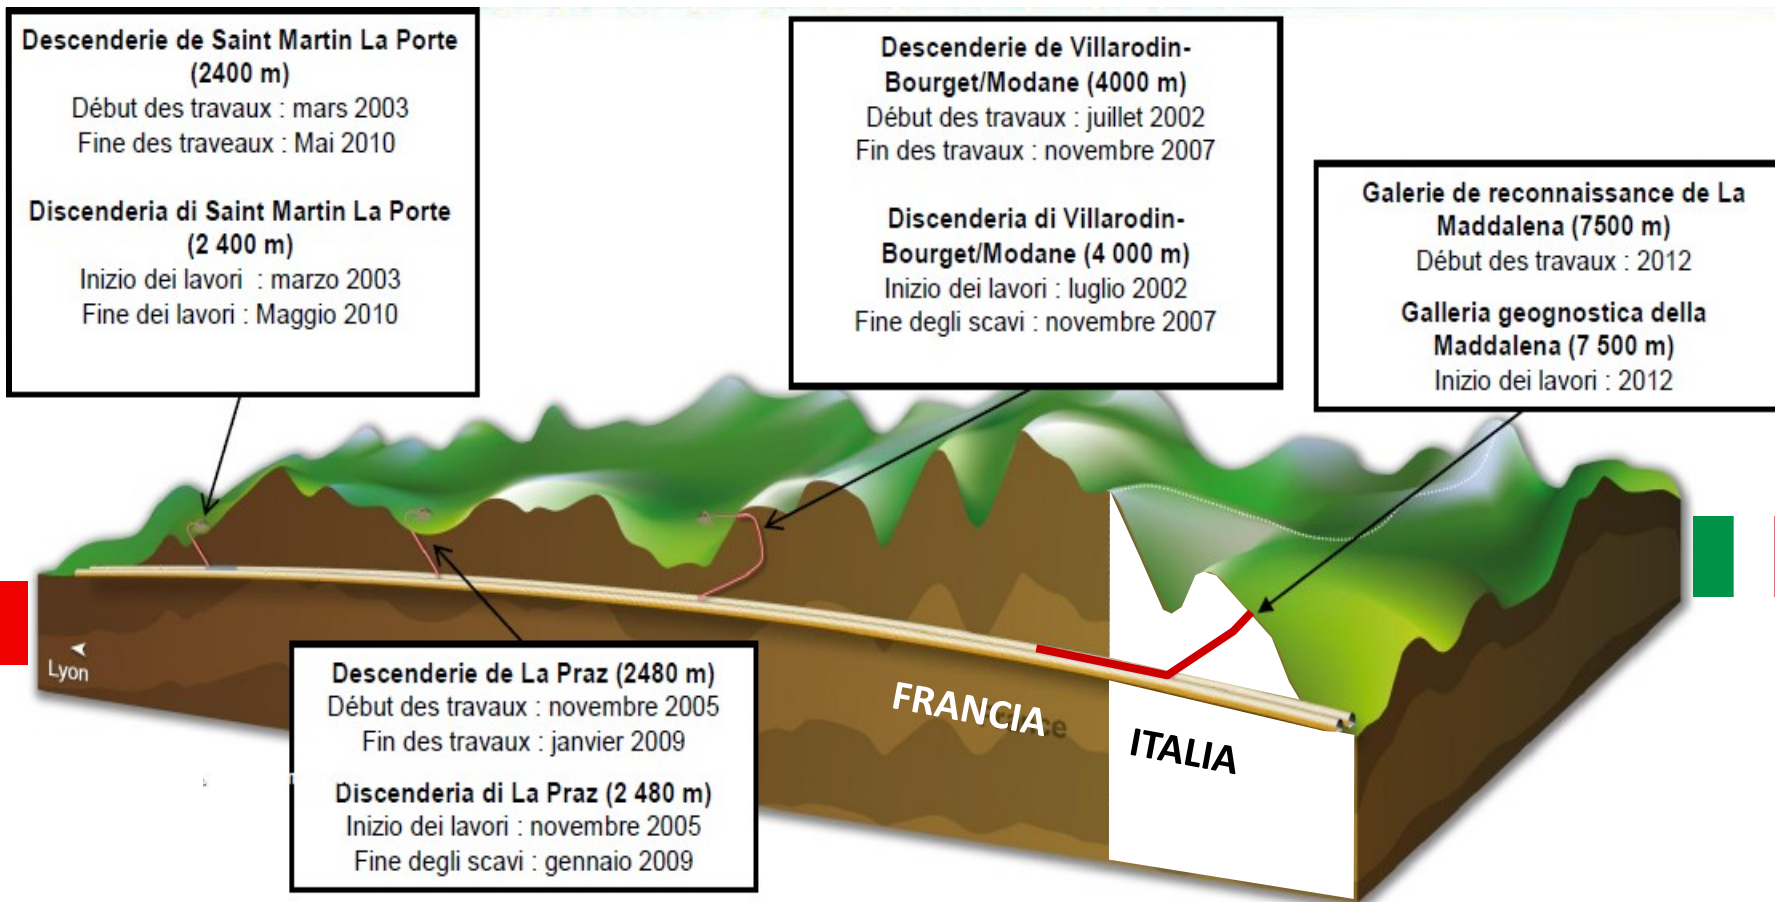 Descenderie de Saint Martin La Porte
(2400 m)
Début des travaux : mars 2003
Fine des traveaux : Mai 2010
Discenderia di Saint Martin La Porte
(2 400 m)
Inizio dei lavori : marzo 2003
Fine dei lavori : Maggio 2010
Descenderie de Villarodin-
Bourget/Modane (4000 m)
Début des travaux : juillet 2002
Fin des travaux : novembre 2007
Discenderia di Villarodin-
Bourget/Modane (4 000 m)
Inizio dei lavori : luglio 2002
Fine degli scavi : novembre 2007
Galerie de reconnaissance de La
Maddalena (7500 m)
Début des travaux : 2012
Galleria geognostica della
Maddalena (7 500 m)
Inizio dei lavori : 2012
Lyon
Descenderie de La Praz (2480 m)
Début des travaux : novembre 2005
Fin des travaux : janvier 2009
Discenderia di La Praz (2 480 m)
Inizio dei lavori : novembre 2005
Fine degli scavi : gennaio 2009
FRANCIA
ITALIA